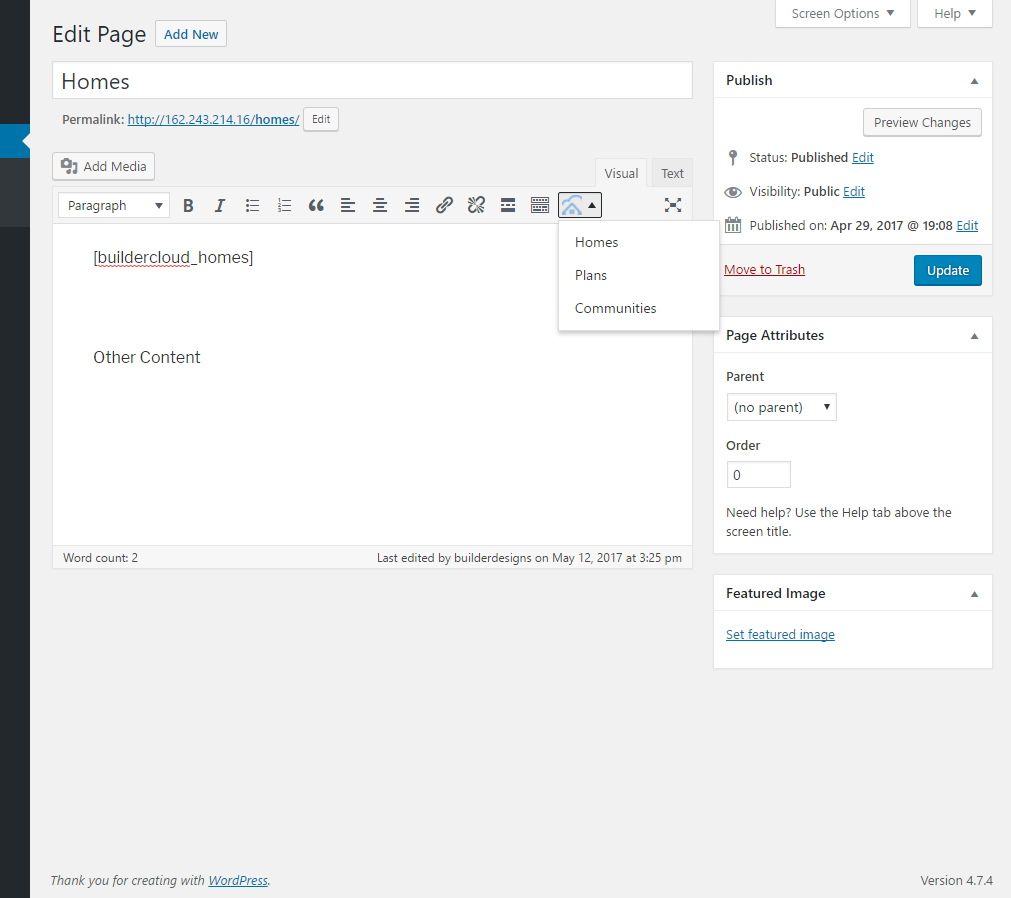 Screen Options
Help
Edit Page
Add New
Homes
Permalink: http://162.243.214.16/homes/ Edit
Add Media
Visual
Text
Paragraph
B I
Homes
Plans
Communities
[buildercloud_homes]
Other Content
Word count: 2
Last edited by builderdesigns on May 12, 2017 at 3:25 pm
Publish
Preview Changes
Status: Published Edit
Visibility: Public Edit
Published on: Apr 29, 2017 @ 19:08 Edit
Move to Trash
Update
Page Attributes
Parent
(no parent)
Order
0
Need help? Use the Help tab above the
screen title.
Featured Image
Set featured image
Thank you for creating with WordPress.
Version 4.7.4